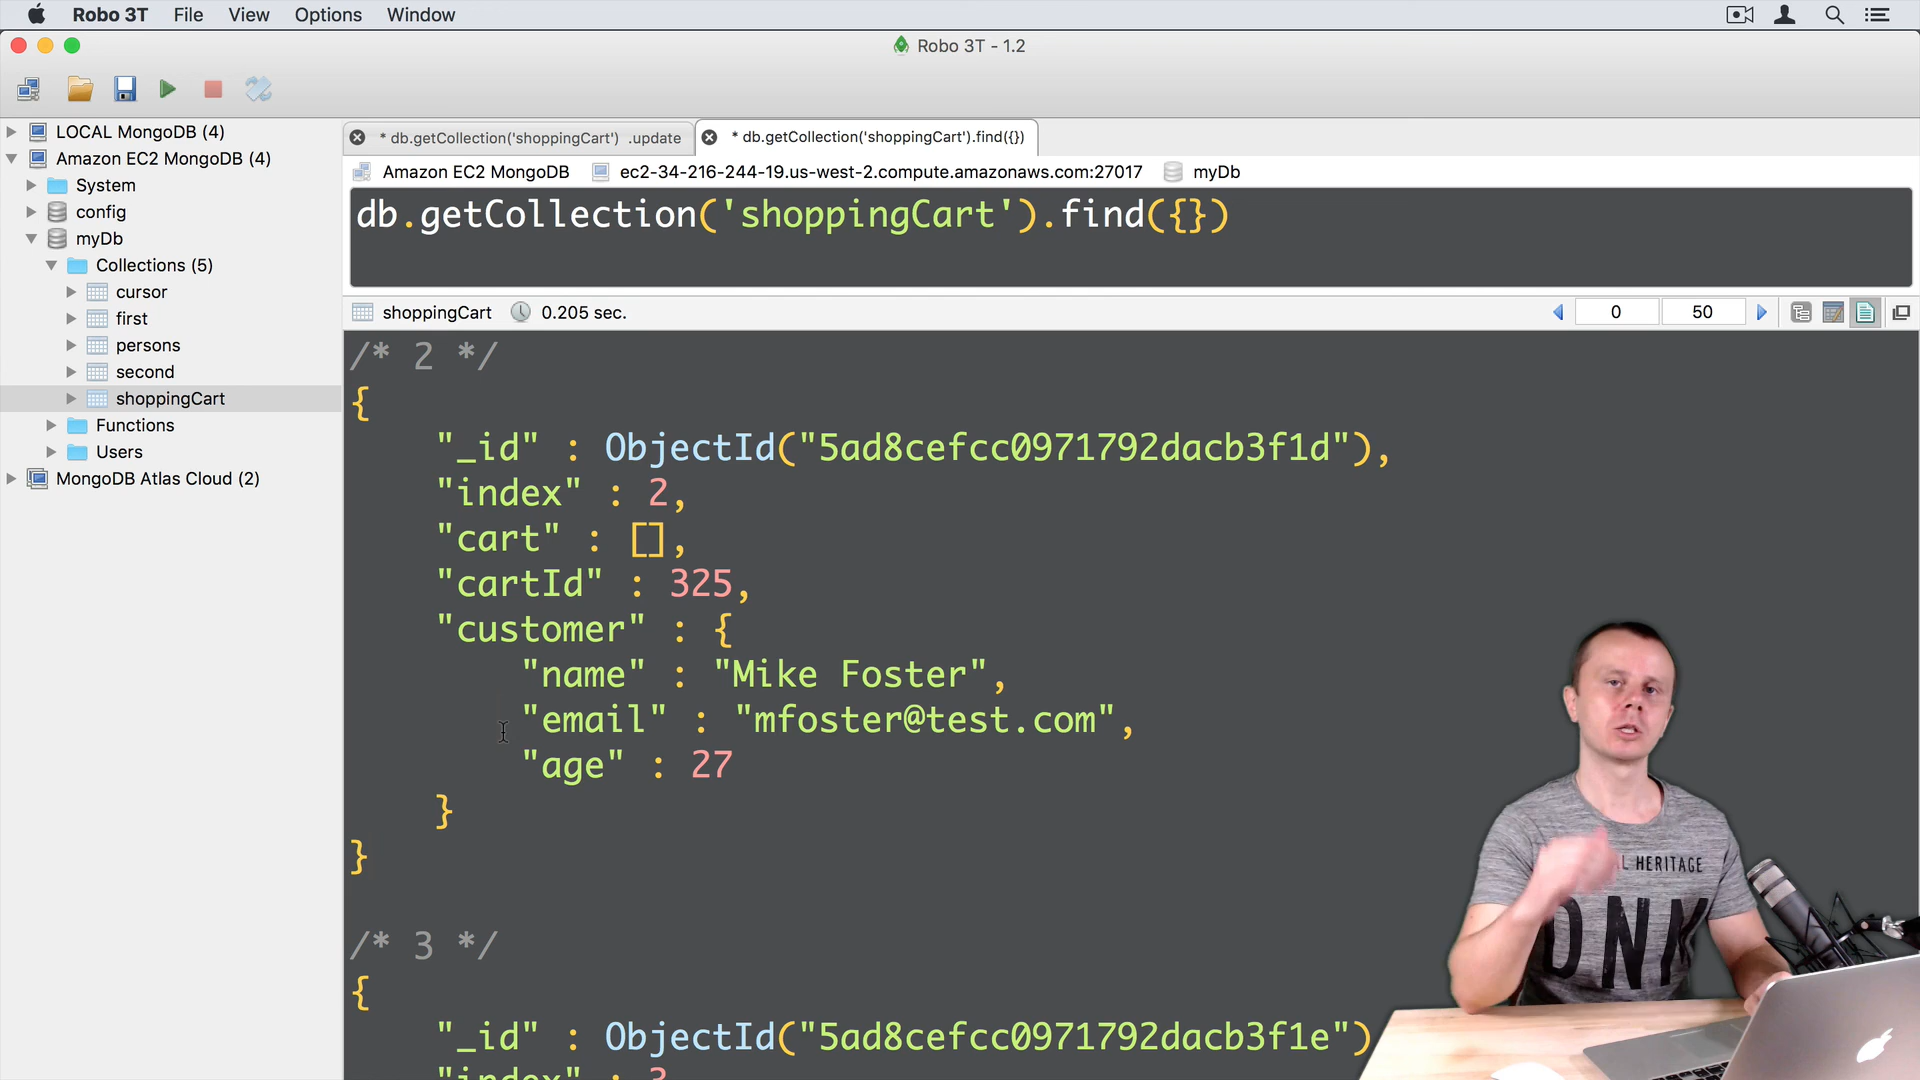 Robo 3T File View Options Window
Robo 3T - 1.2
LOCAL MongoDB (4)
Amazon EC2 MongoDB (4)
System
config
myDb
Collections (5)
cursor
first
persons
second
shoppingCart
Functions
Users
MongoDB Atlas Cloud (2)
* db.getCollection('shoppingCart') .update
* db.getCollection('shoppingCart').find({})
Amazon EC2 MongoDB ec2-34-216-244-19.us-west-2.compute.amazonaws.com:27017 myDb
db.getCollection('shoppingCart').find({})
shoppingCart 0.205 sec. 0 50
/* 2 */
{
"_id" : ObjectId("5ad8cefcc0971792dacb3f1d"),
"index" : 2,
"cart" : [],
"cartId" : 325,
"customer" : {
"name" : "Mike Foster",
"email" : "mfoster@test.com",
"age" : 27
}
}
/* 3 */
{
"_id" : ObjectId("5ad8cefcc0971792dacb3f1e")
"index" : 3
HERITAGE
DNM